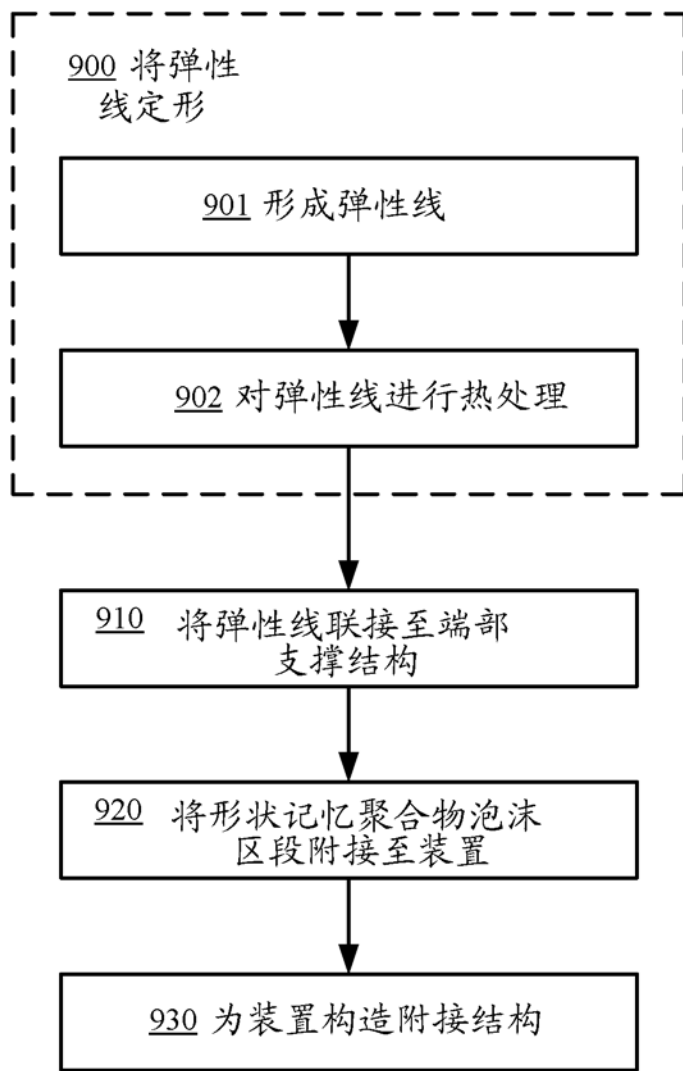 900 将弹性
线定形
901 形成弹性线
902 对弹性线进行热处理
910 将弹性线联接至端部
支撑结构
920 将形状记忆聚合物泡沫
区段附接至装置
930 为装置构造附接结构